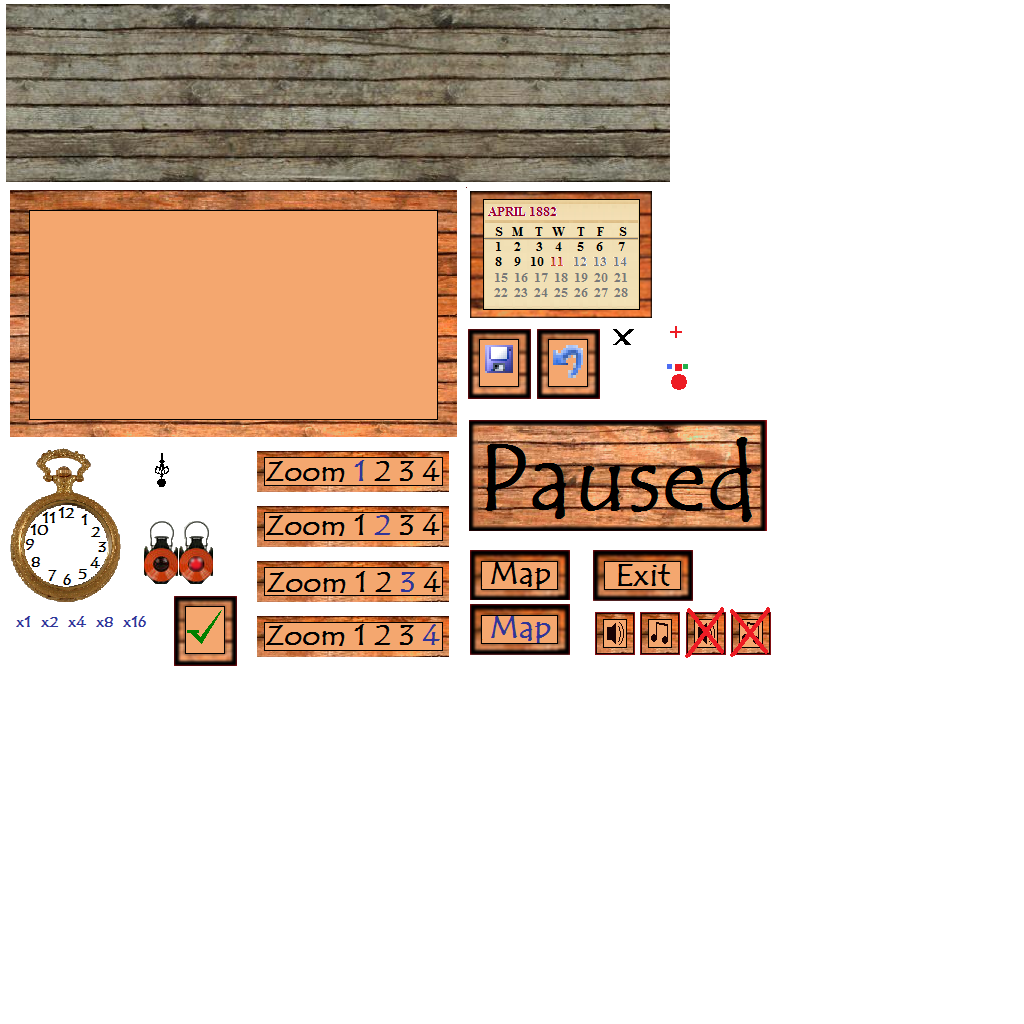 APRIL 1882
S M T W T F S
1 2 3 4 5 6 7
8 9 10 11 12 13 14
15 16 17 18 19 20 21
22 23 24 25 26 27 28
Paused
12 1 2 3 4 5 6 7 8 9 10 11
x1 x2 x4 x8 x16
Zoom 1 2 3 4
Zoom 1 2 3 4
Zoom 1 2 3 4
Zoom 1 2 3 4
Map
Exit
Map